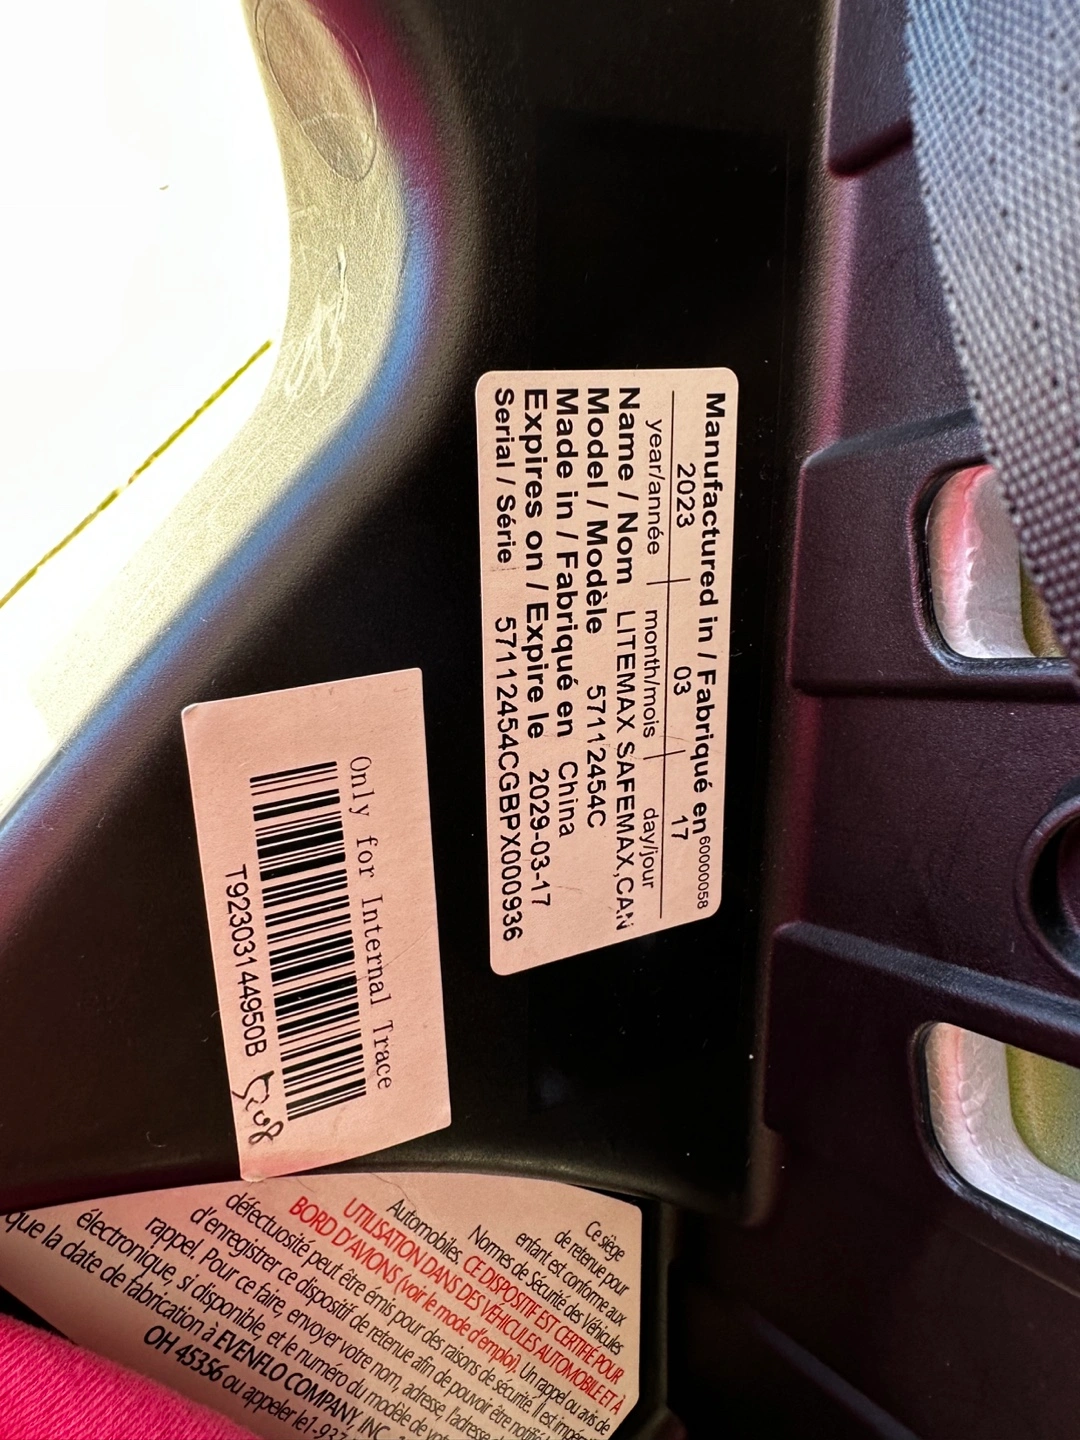 Manufactured in / Fabriqué en 60000058
2023 03 17
year/année month/mois day/jour
Name / Nom LITEMAX SAFEMAX,CAN
Model / Modèle 57112454C
Made in / Fabriqué en China
Expires on / Expire le 2029-03-17
Serial / Série 57112454CGBPX000936
Only for Internal Trace
T92303144950B
Ce siège
de retenue pour
enfant est conforme aux
Normes de Sécurité des Véhicules
Automobiles. CE DISPOSITIF EST CERTIFIÉ POUR
UTILISATION DANS DES VÉHICULES AUTOMOBILE ET À
BORD D'AVIONS (voir le mode d'emploi). Un rappel ou avis de
défectuosité peut être émis pour des raisons de sécurité. Il est
d'enregistrer ce dispositif de retenue afin de pouvoir être
rappel. Pour ce faire, envoyer votre nom, adresse, l'adresse
électronique, si disponible, et le numéro du modèle de
que la date de fabrication à EVENFLO COMPANY, INC.
OH 45356 ou appeler le 1-937